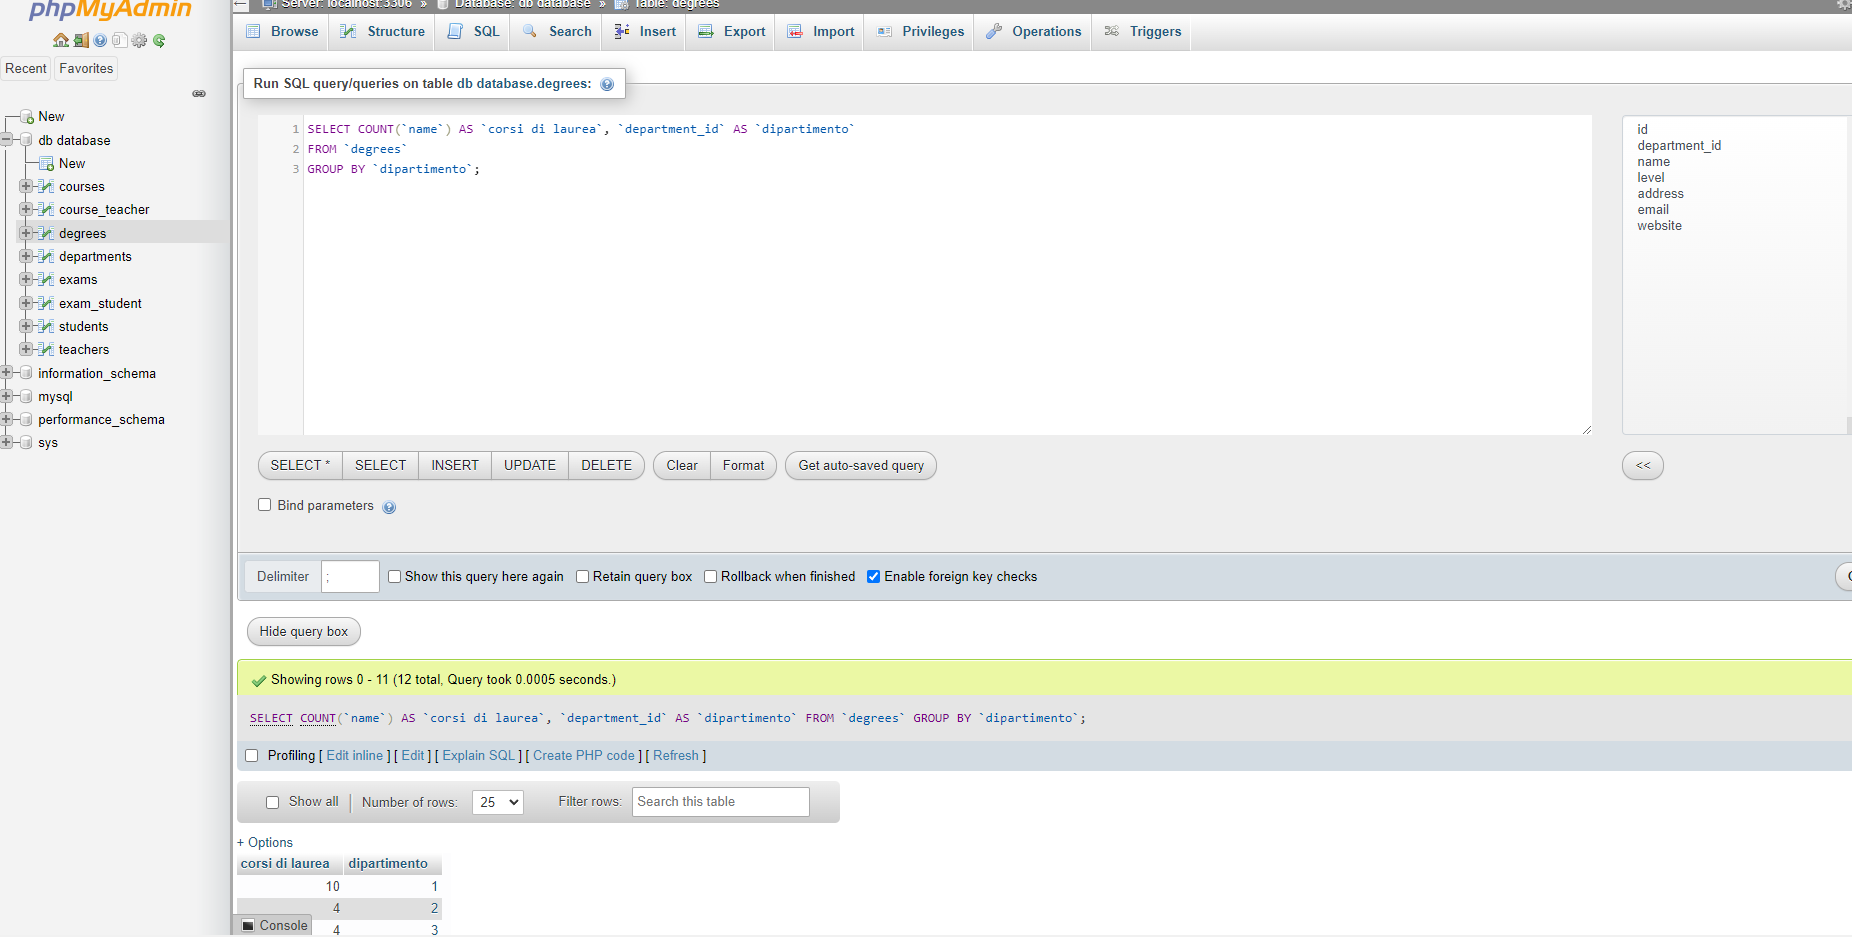 phpMyAdmin
Recent
Favorites
New
db database
New
courses
course_teacher
degrees
departments
exams
exam_student
students
teachers
information_schema
mysql
performance_schema
sys
Server: localhost:3306 » Database: db database » Table: degrees
Browse Structure SQL Search Insert Export Import Privileges Operations Triggers
Run SQL query/queries on table db database.degrees:
1 SELECT COUNT(`name`) AS `corsi di laurea`, `department_id` AS `dipartimento`
2 FROM `degrees`
3 GROUP BY `dipartimento`;
id
department_id
name
level
address
email
website
SELECT * SELECT INSERT UPDATE DELETE Clear Format Get auto-saved query <<
Bind parameters
Delimiter ; Show this query here again Retain query box Rollback when finished Enable foreign key checks
Hide query box
Showing rows 0 - 11 (12 total, Query took 0.0005 seconds.)
SELECT COUNT(`name`) AS `corsi di laurea`, `department_id` AS `dipartimento` FROM `degrees` GROUP BY `dipartimento`;
Profiling [ Edit inline ] [ Edit ] [ Explain SQL ] [ Create PHP code ] [ Refresh ]
Show all | Number of rows: 25 Filter rows: Search this table
+ Options
corsi di laurea dipartimento
10 1
4 2
4 3
Console